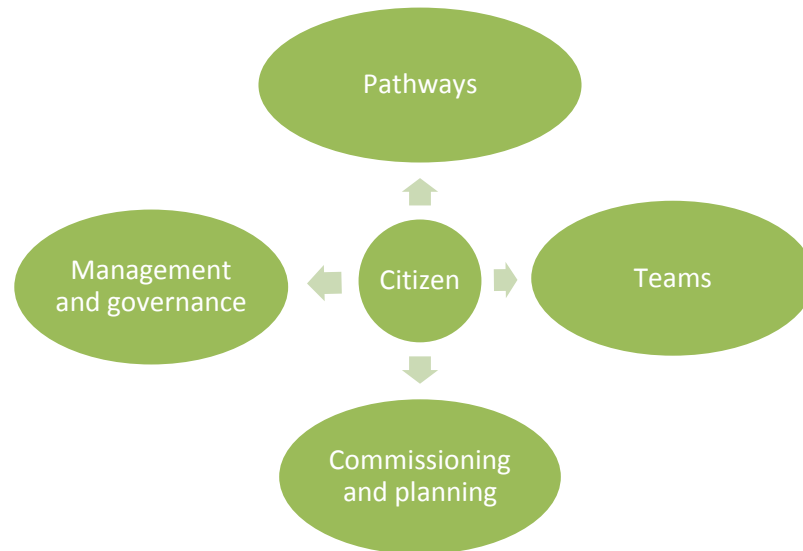 Pathways
Management
and governance
Citizen
Teams
Commissioning
and planning